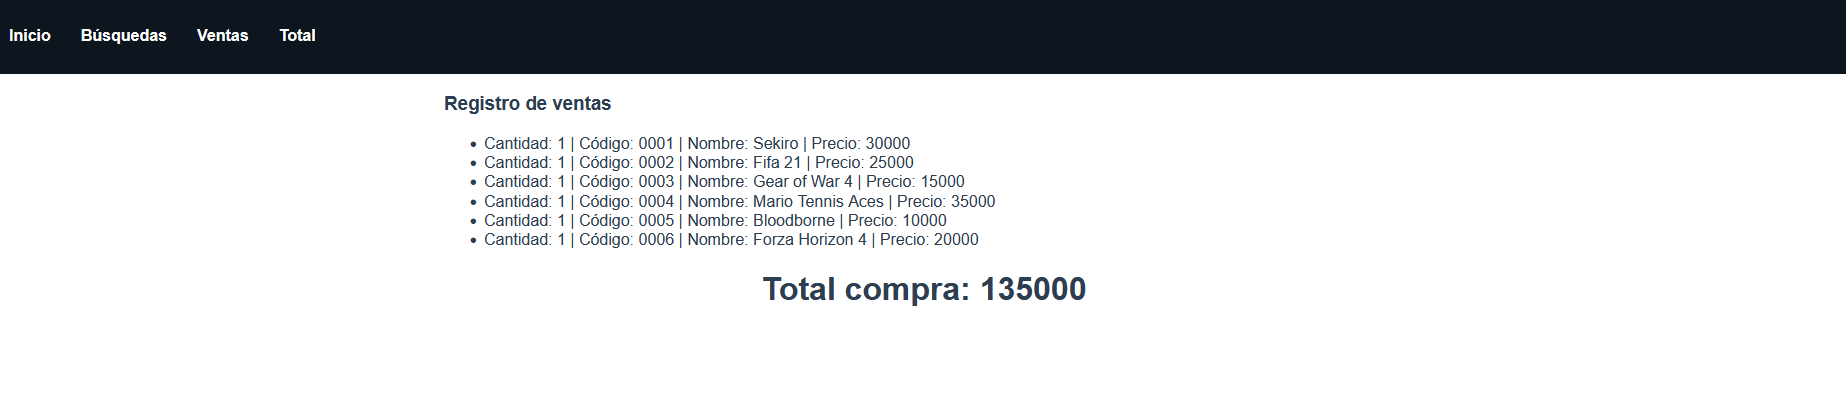 Inicio Búsquedas Ventas Total
Registro de ventas
Cantidad: 1 | Código: 0001 | Nombre: Sekiro | Precio: 30000
Cantidad: 1 | Código: 0002 | Nombre: Fifa 21 | Precio: 25000
Cantidad: 1 | Código: 0003 | Nombre: Gear of War 4 | Precio: 15000
Cantidad: 1 | Código: 0004 | Nombre: Mario Tennis Aces | Precio: 35000
Cantidad: 1 | Código: 0005 | Nombre: Bloodborne | Precio: 10000
Cantidad: 1 | Código: 0006 | Nombre: Forza Horizon 4 | Precio: 20000
Total compra: 135000